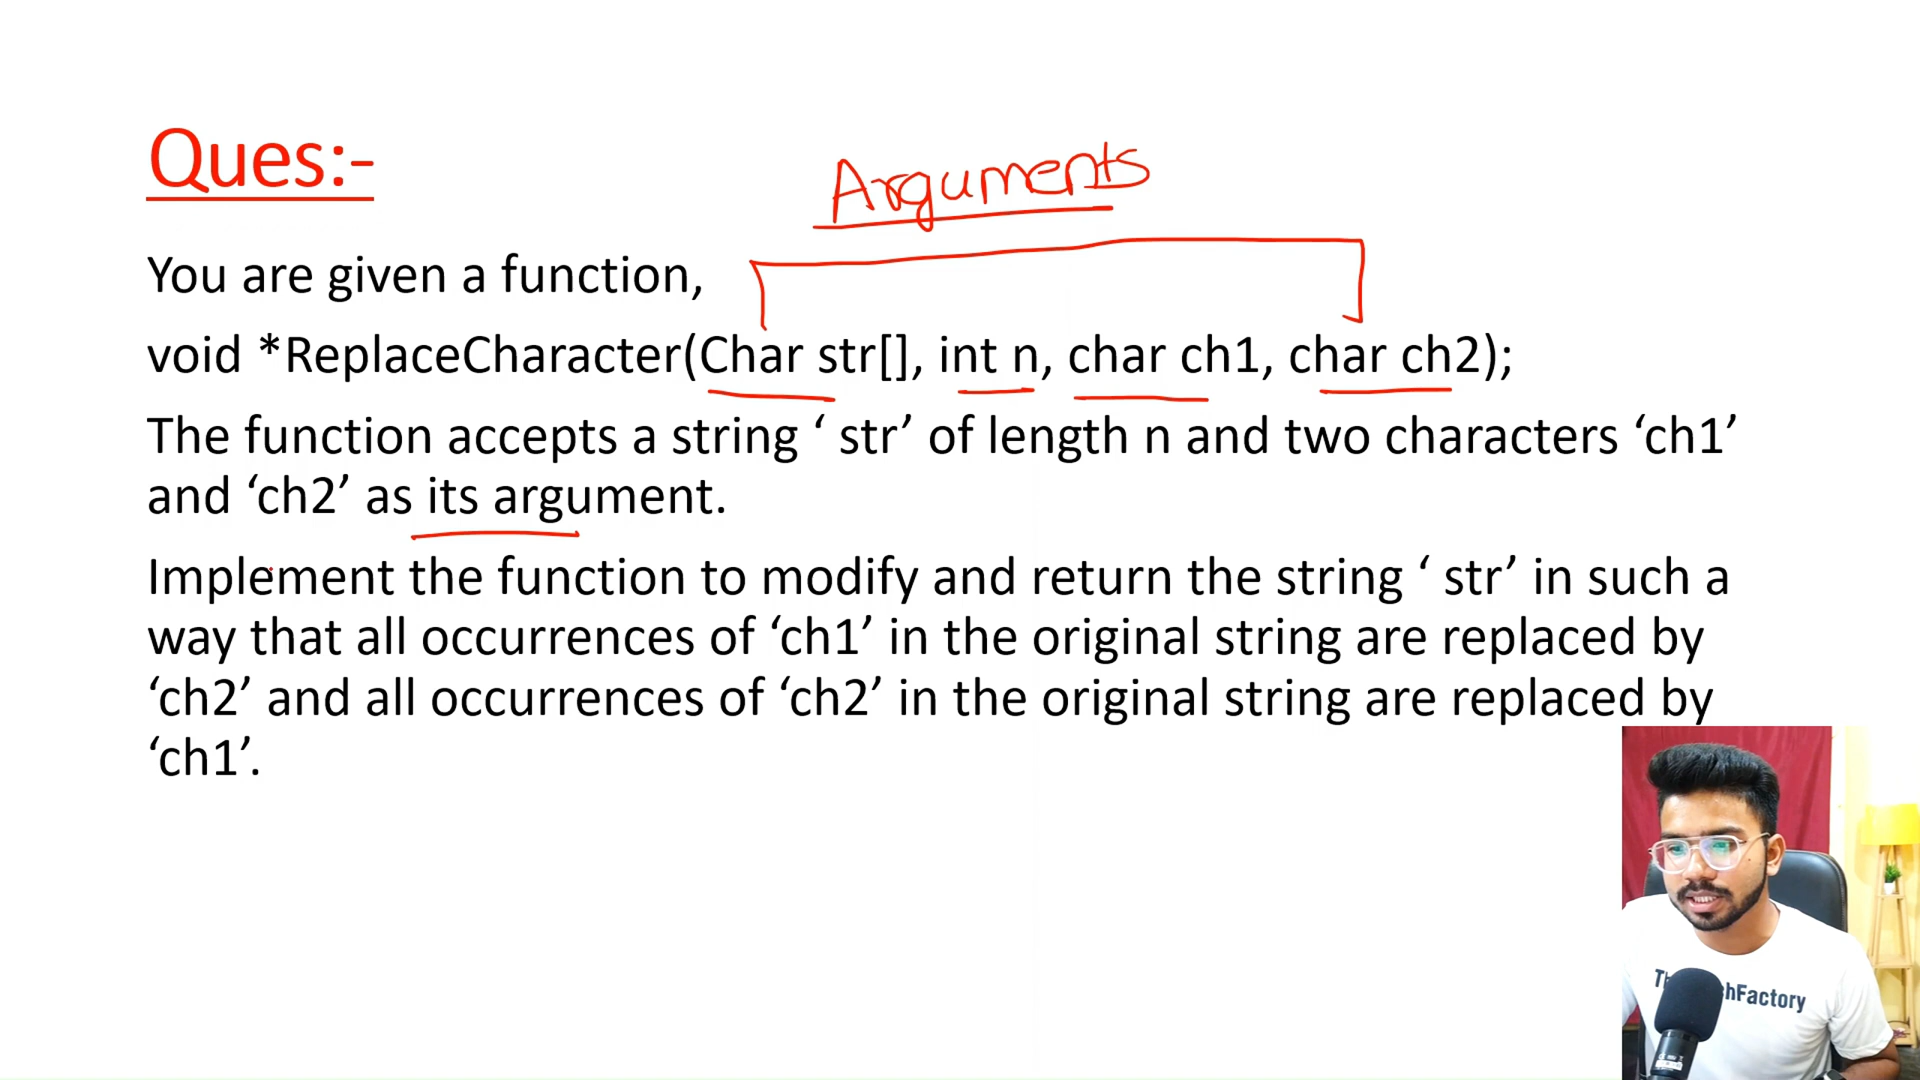 Ques:-
Arguments
You are given a function,
void *ReplaceCharacter(Char str[], int n, char ch1, char ch2);
The function accepts a string ‘ str’ of length n and two characters ‘ch1’
and ‘ch2’ as its argument.
Implement the function to modify and return the string ‘ str’ in such a
way that all occurrences of ‘ch1’ in the original string are replaced by
‘ch2’ and all occurrences of ‘ch2’ in the original string are replaced by
‘ch1’.